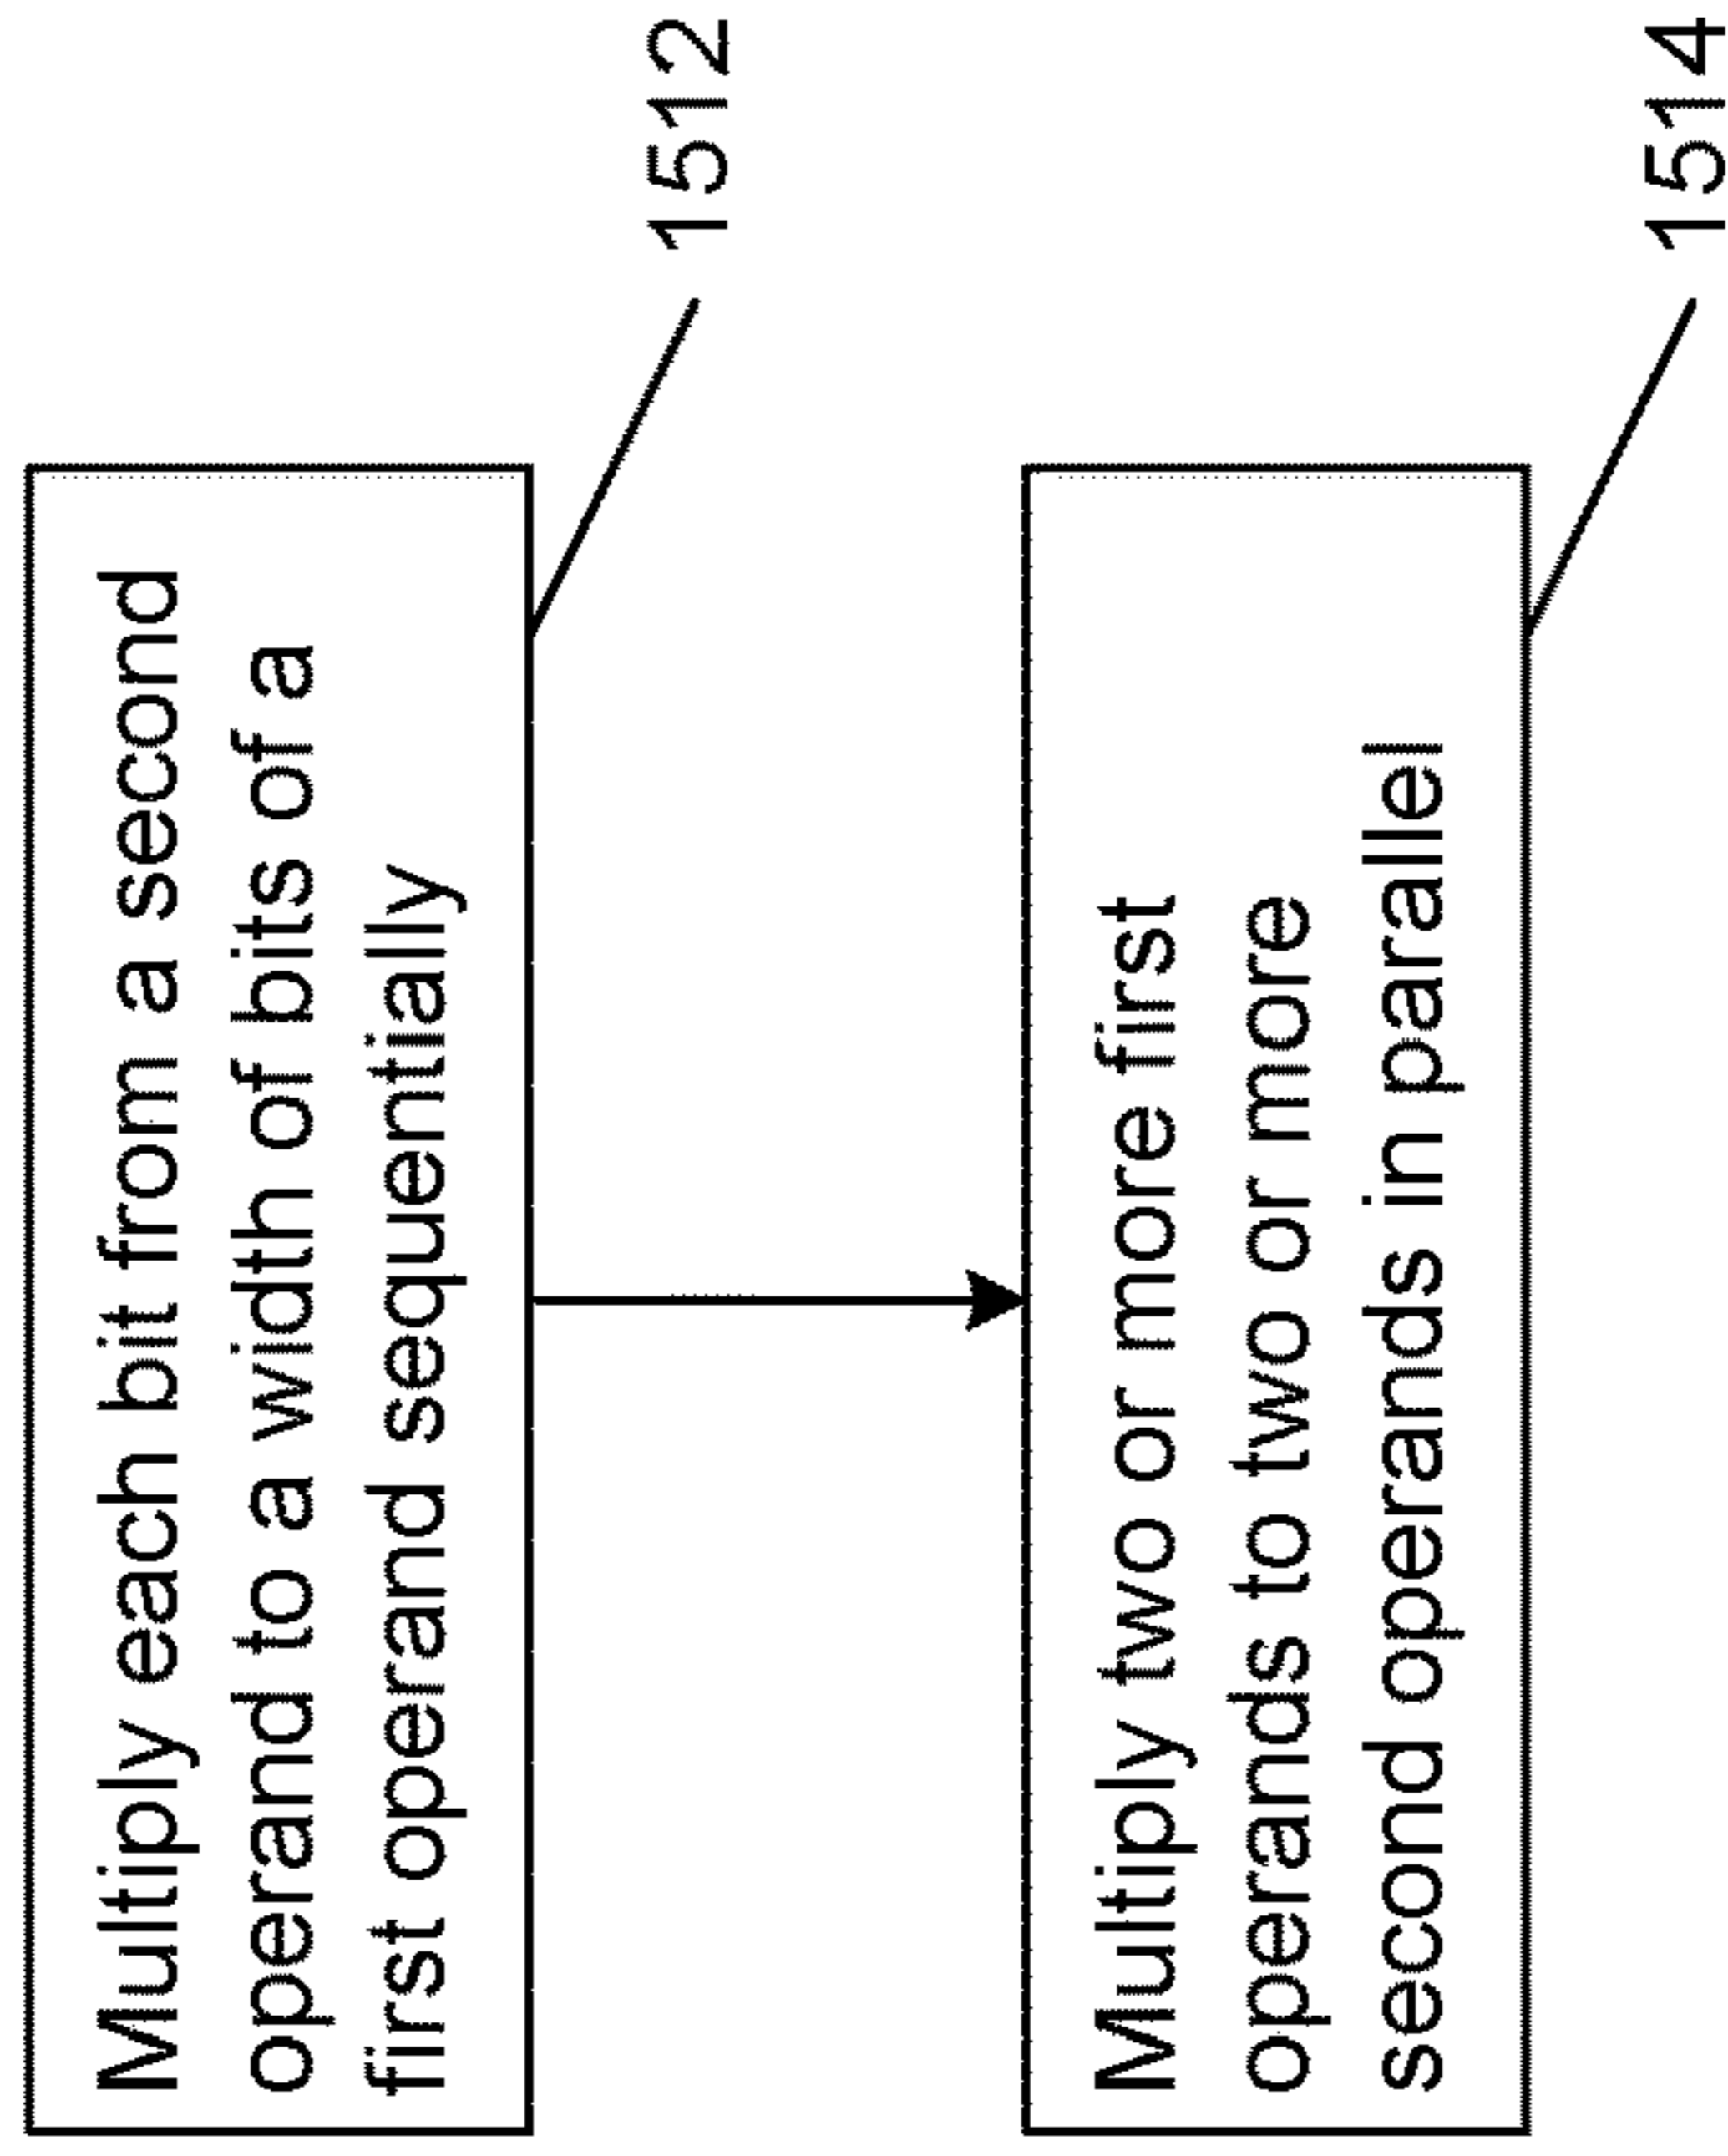 Multiply each bit from a second
operand to a width of bits of a
first operand sequentially
1512
Multiply two or more first
operands to two or more
second operands in parallel
1514